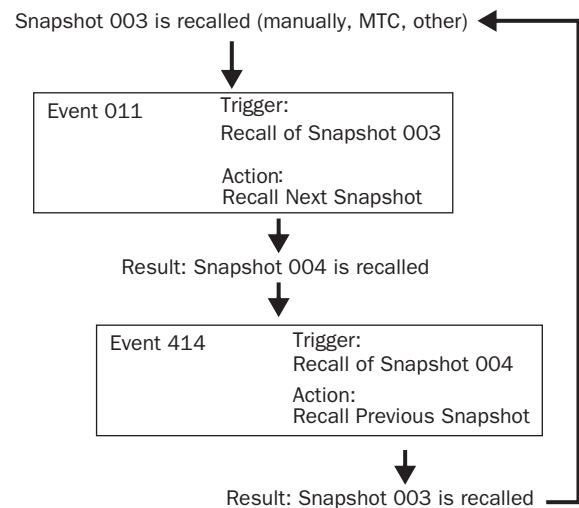 Snapshot 003 is recalled (manually, MTC, other)
Event 011
Trigger:
Recall of Snapshot 003
Action:
Recall Next Snapshot
Result: Snapshot 004 is recalled
Event 414
Trigger:
Recall of Snapshot 004
Action:
Recall Previous Snapshot
Result: Snapshot 003 is recalled